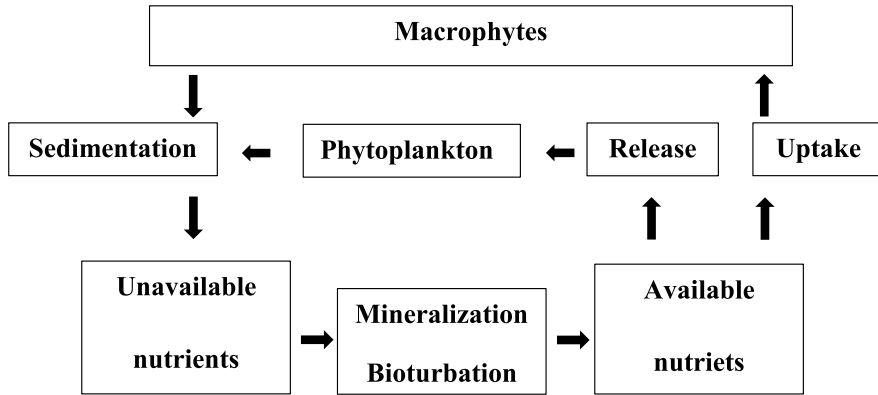 Macrophytes
Sedimentation
Phytoplankton
Release
Uptake
Unavailable
nutrients
Mineralization
Bioturbation
Available
nutriets